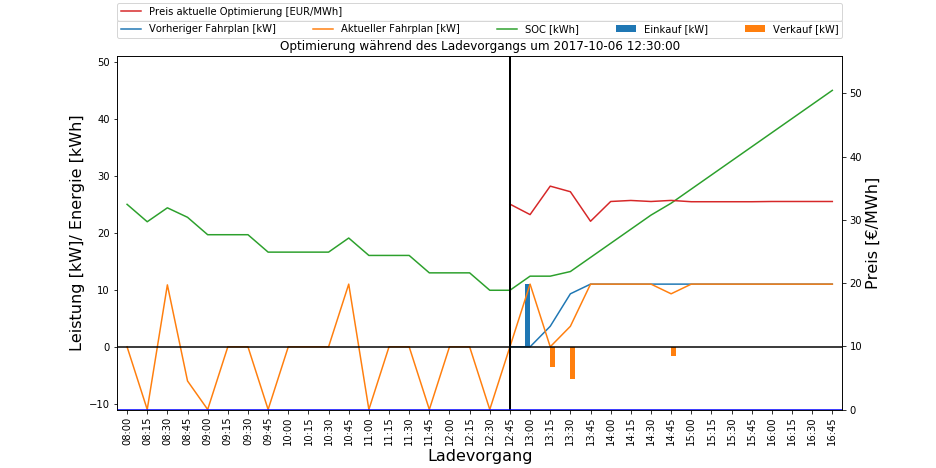 Preis aktuelle Optimierung [EUR/MWh]
Vorheriger Fahrplan [kW] Aktueller Fahrplan [kW] SOC [kWh] Einkauf [kW] Verkauf [kW]
Optimierung während des Ladevorgangs um 2017-10-06 12:30:00
Leistung [kW]/ Energie [kWh]
50
40
30
20
10
0
−10
Preis [€/MWh]
50
40
30
20
10
0
08:00 08:15 08:30 08:45 09:00 09:15 09:30 09:45 10:00 10:15 10:30 10:45 11:00 11:15 11:30 11:45 12:00 12:15 12:30 12:45 13:00 13:15 13:30 13:45 14:00 14:15 14:30 14:45 15:00 15:15 15:30 15:45 16:00 16:15 16:30 16:45
Ladevorgang